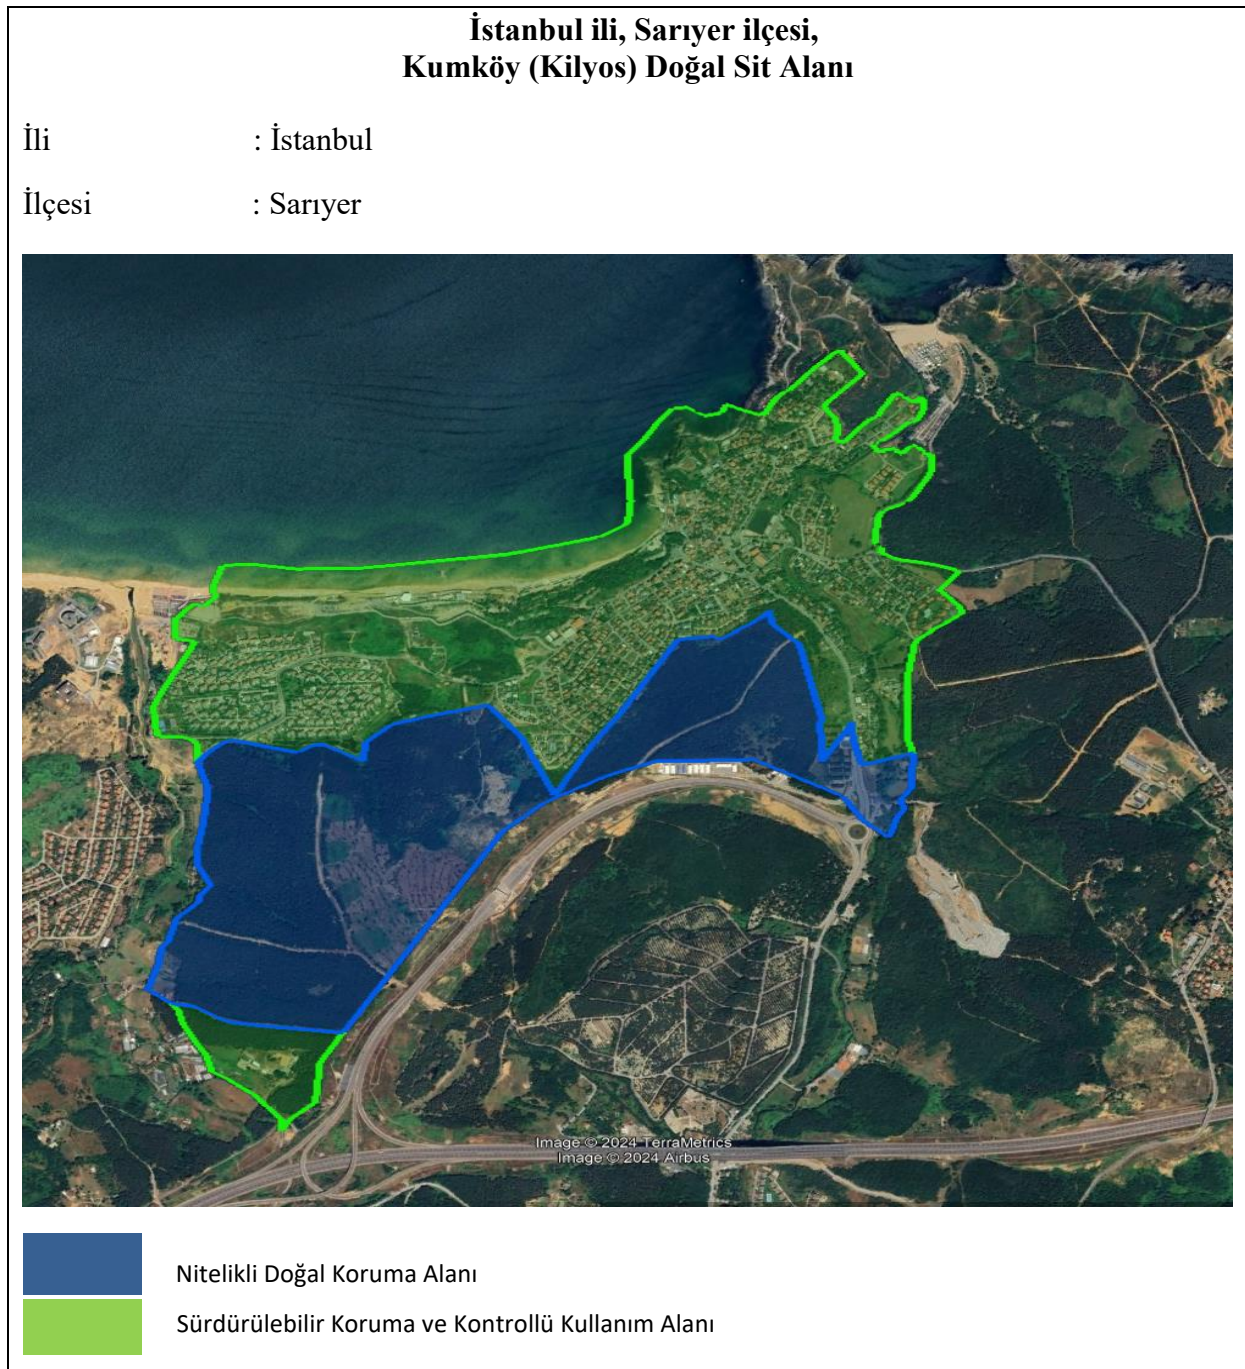 İstanbul ili, Sarıyer ilçesi,
Kumköy (Kilyos) Doğal Sit Alanı
İli : İstanbul
İlçesi : Sarıyer
Image © 2024 TerraMetrics
Image © 2024 Airbus
Nitelikli Doğal Koruma Alanı
Sürdürülebilir Koruma ve Kontrollü Kullanım Alanı